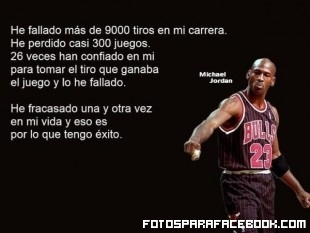 He fallado más de 9000 tiros en mi carrera.
He perdido casi 300 juegos.
26 veces han confiado en mi
para tomar el tiro que ganaba
el juego y lo he fallado.
He fracasado una y otra vez
en mi vida y eso es
por lo que tengo éxito.
Michael
Jordan
BULLS
23
FOTOSPARAFACEBOOK.COM